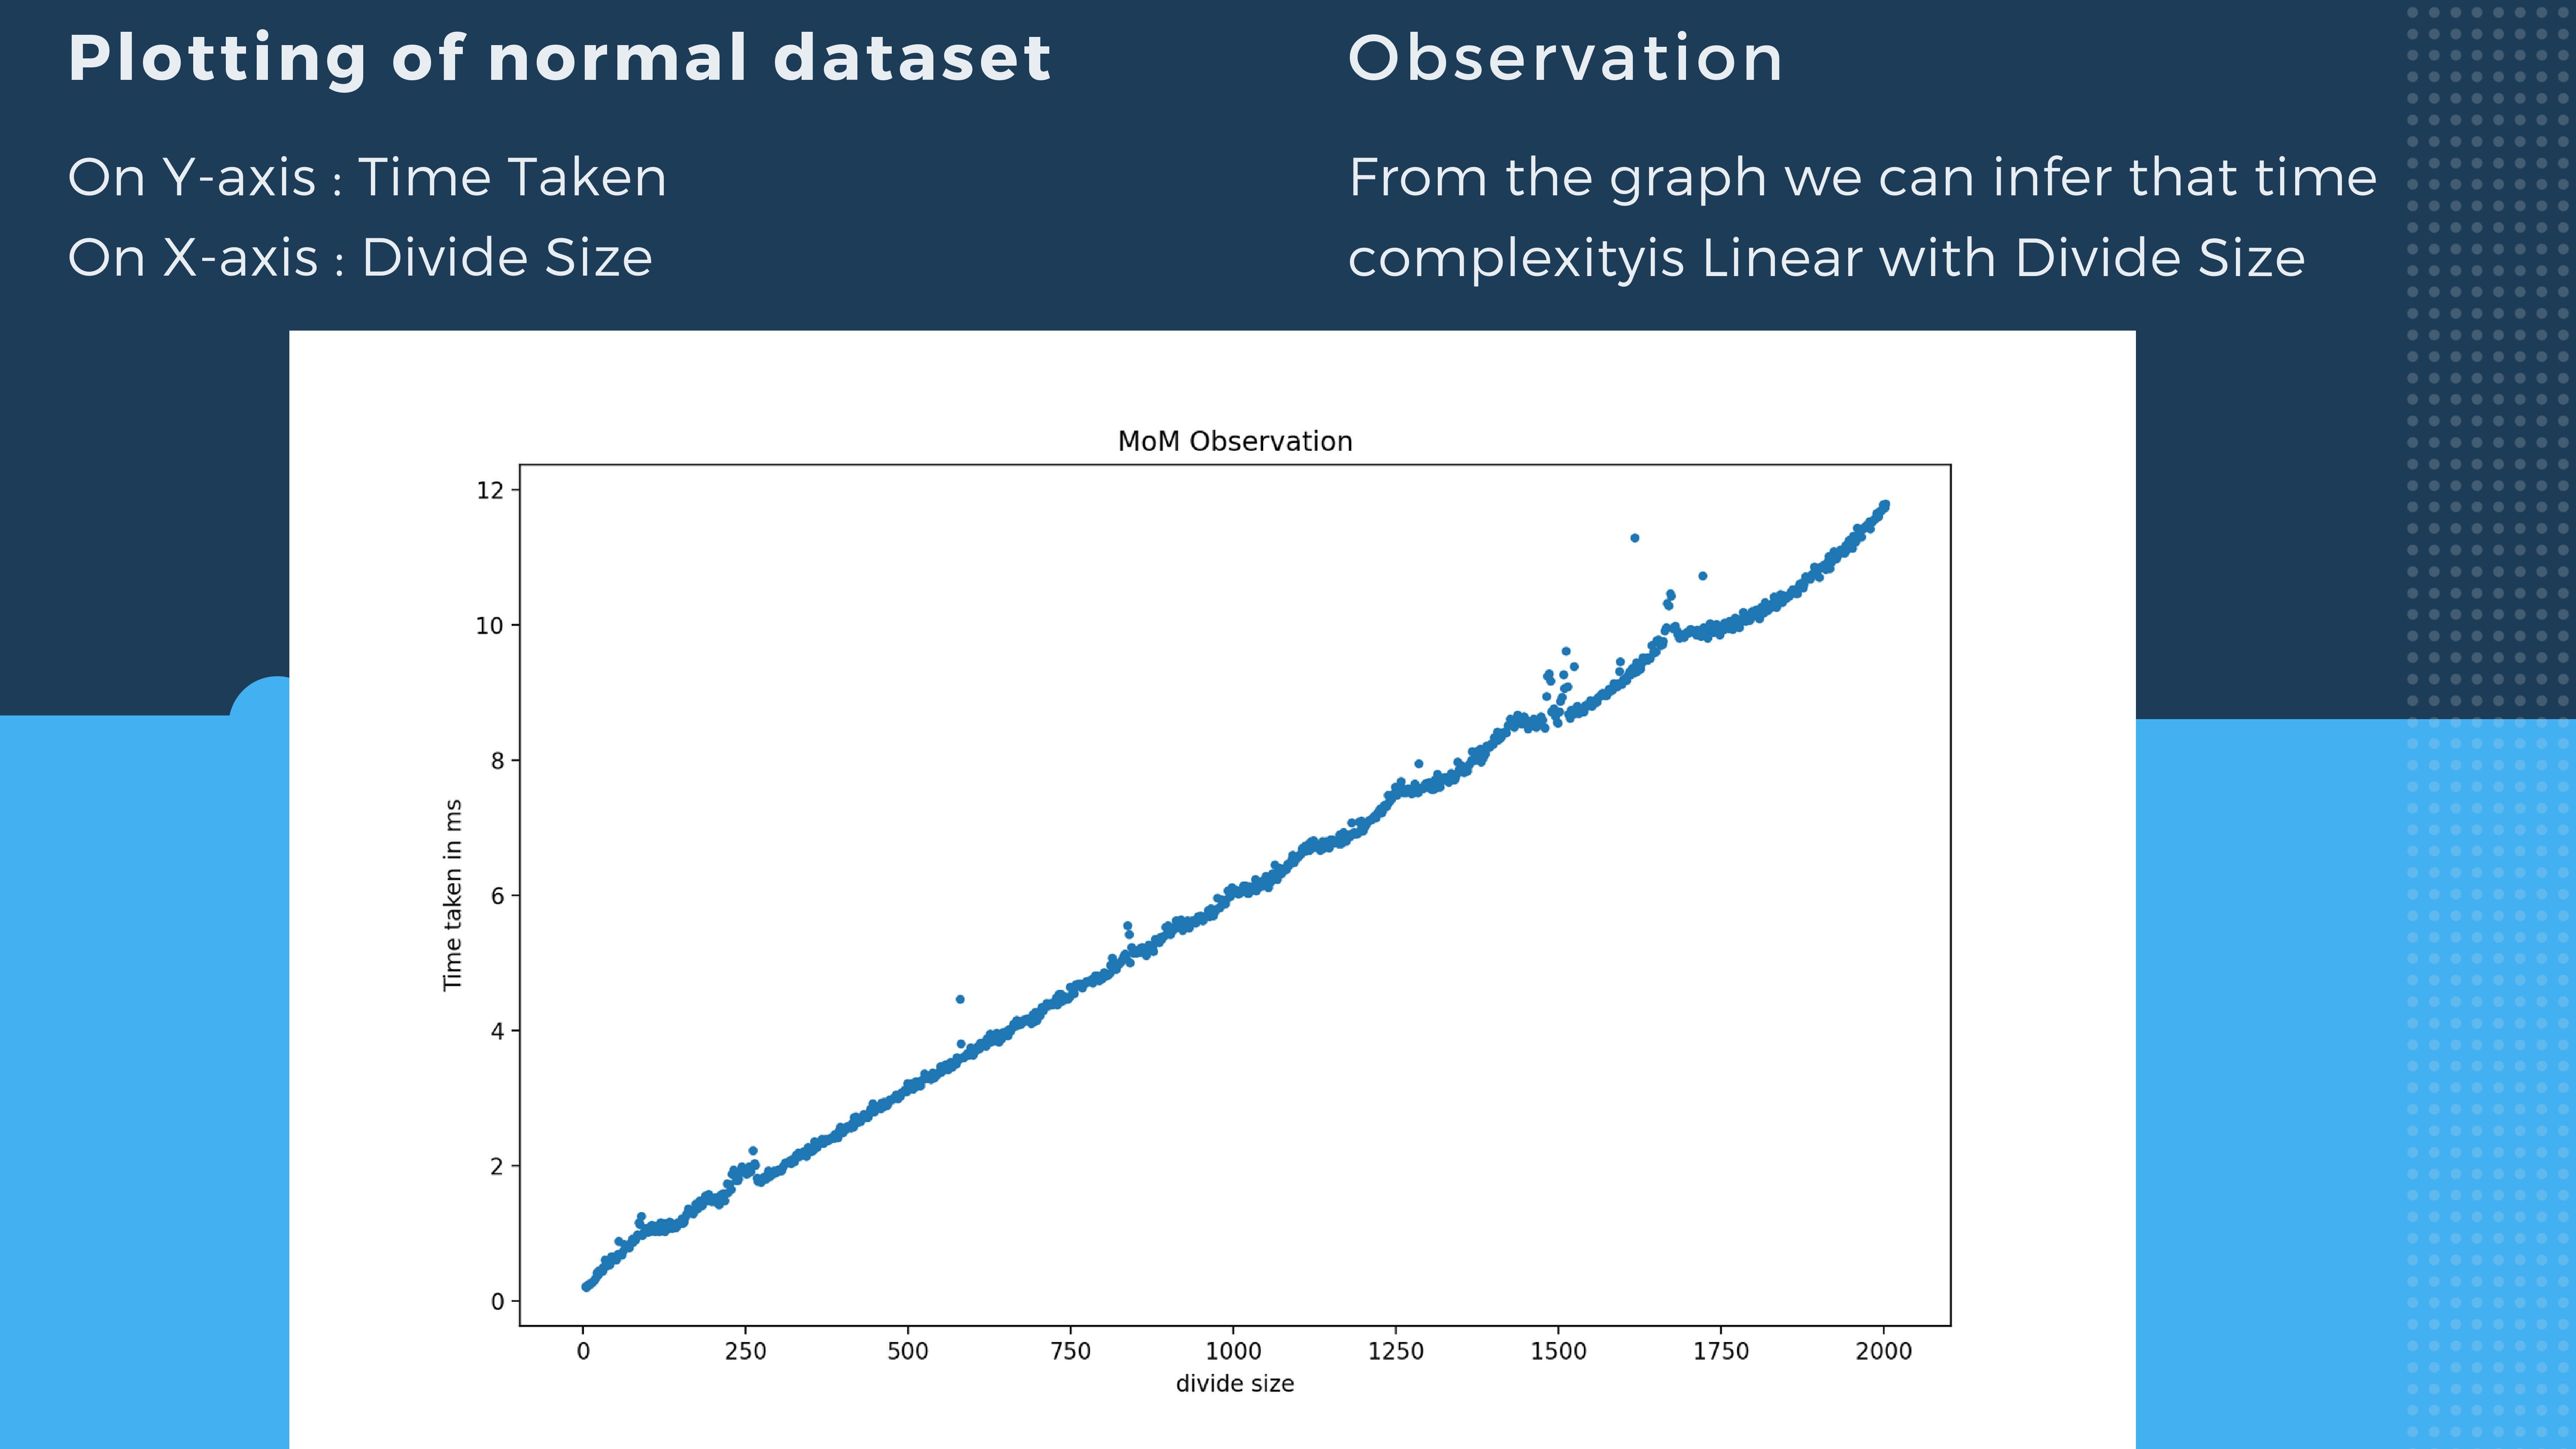 Plotting of normal dataset
On Y-axis : Time Taken
On X-axis : Divide Size
Observation
From the graph we can infer that time
complexityis Linear with Divide Size
MoM Observation
12
10
8
6
4
2
0
Time taken in ms
0 250 500 750 1000 1250 1500 1750 2000
divide size